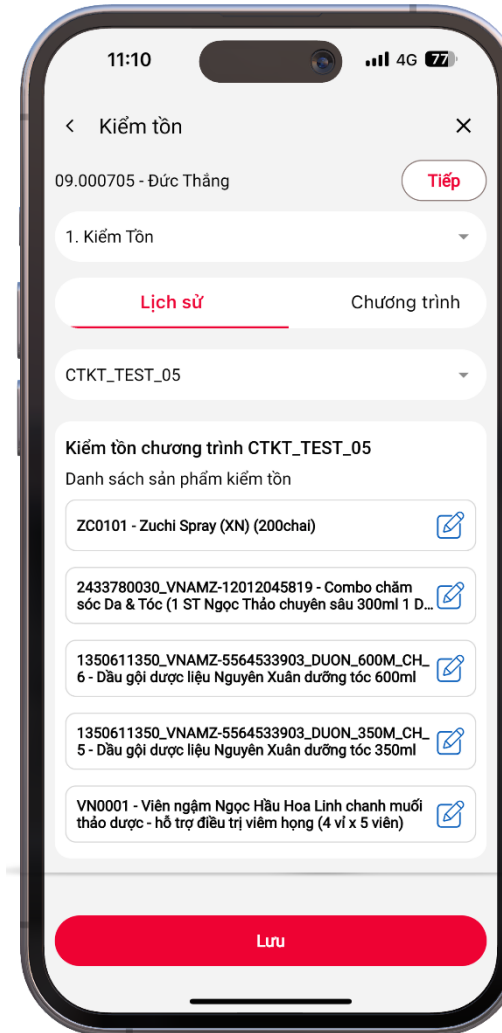 11:10
4G 77
Kiểm tồn
09.000705 - Đức Thắng
Tiếp
1. Kiểm Tồn
Lịch sử
Chương trình
CTKT_TEST_05
Kiểm tồn chương trình CTKT_TEST_05
Danh sách sản phẩm kiểm tồn
ZC0101 - Zuchi Spray (XN) (200chai)
2433780030_VNAMZ-12012045819 - Combo chăm
sóc Da & Tóc (1 ST Ngọc Thảo chuyên sâu 300ml 1 D...
1350611350_VNAMZ-5564533903_DUON_600M_CH_
6 - Dầu gội dược liệu Nguyên Xuân dưỡng tóc 600ml
1350611350_VNAMZ-5564533903_DUON_350M_CH_
5 - Dầu gội dược liệu Nguyên Xuân dưỡng tóc 350ml
VN0001 - Viên ngậm Ngọc Hầu Hoa Linh chanh muối
thảo dược - hỗ trợ điều trị viêm họng (4 vỉ x 5 viên)
Lưu